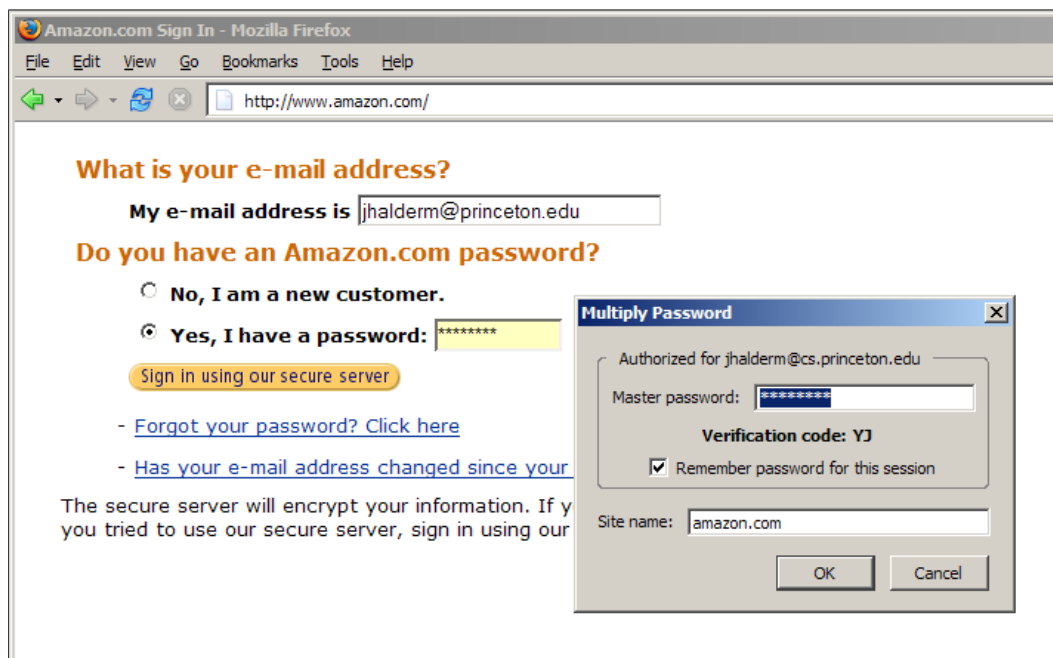 Amazon.com Sign In - Mozilla Firefox
File Edit View Go Bookmarks Tools Help
http://www.amazon.com/
What is your e-mail address?
My e-mail address is jhalderm@princeton.edu
Do you have an Amazon.com password?
No, I am a new customer.
Yes, I have a password: ********
Sign in using our secure server
- Forgot your password? Click here
- Has your e-mail address changed since your
The secure server will encrypt your information. If y
you tried to use our secure server, sign in using our
Multiply Password
Authorized for jhalderm@cs.princeton.edu
Master password: ********
Verification code: YJ
Remember password for this session
Site name: amazon.com
OK Cancel